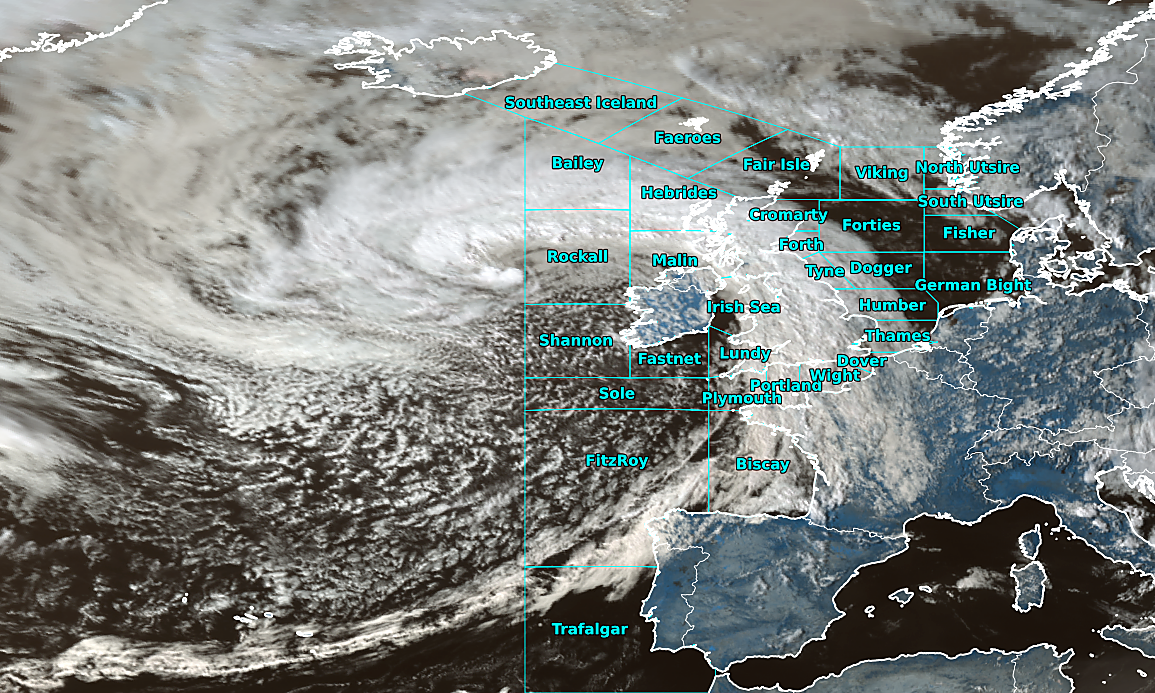 Southeast Iceland
Faeroes
Bailey
Fair Isle
North Utsire
Viking
Hebrides
South Utsire
Cromarty
Forties
Fisher
Forth
Rockall
Malin
Tyne
Dogger
German Bight
Irish Sea
Humber
Thames
Shannon
Fastnet
Lundy
Dover
Wight
Portland
Sole
Plymouth
FitzRoy
Biscay
Trafalgar